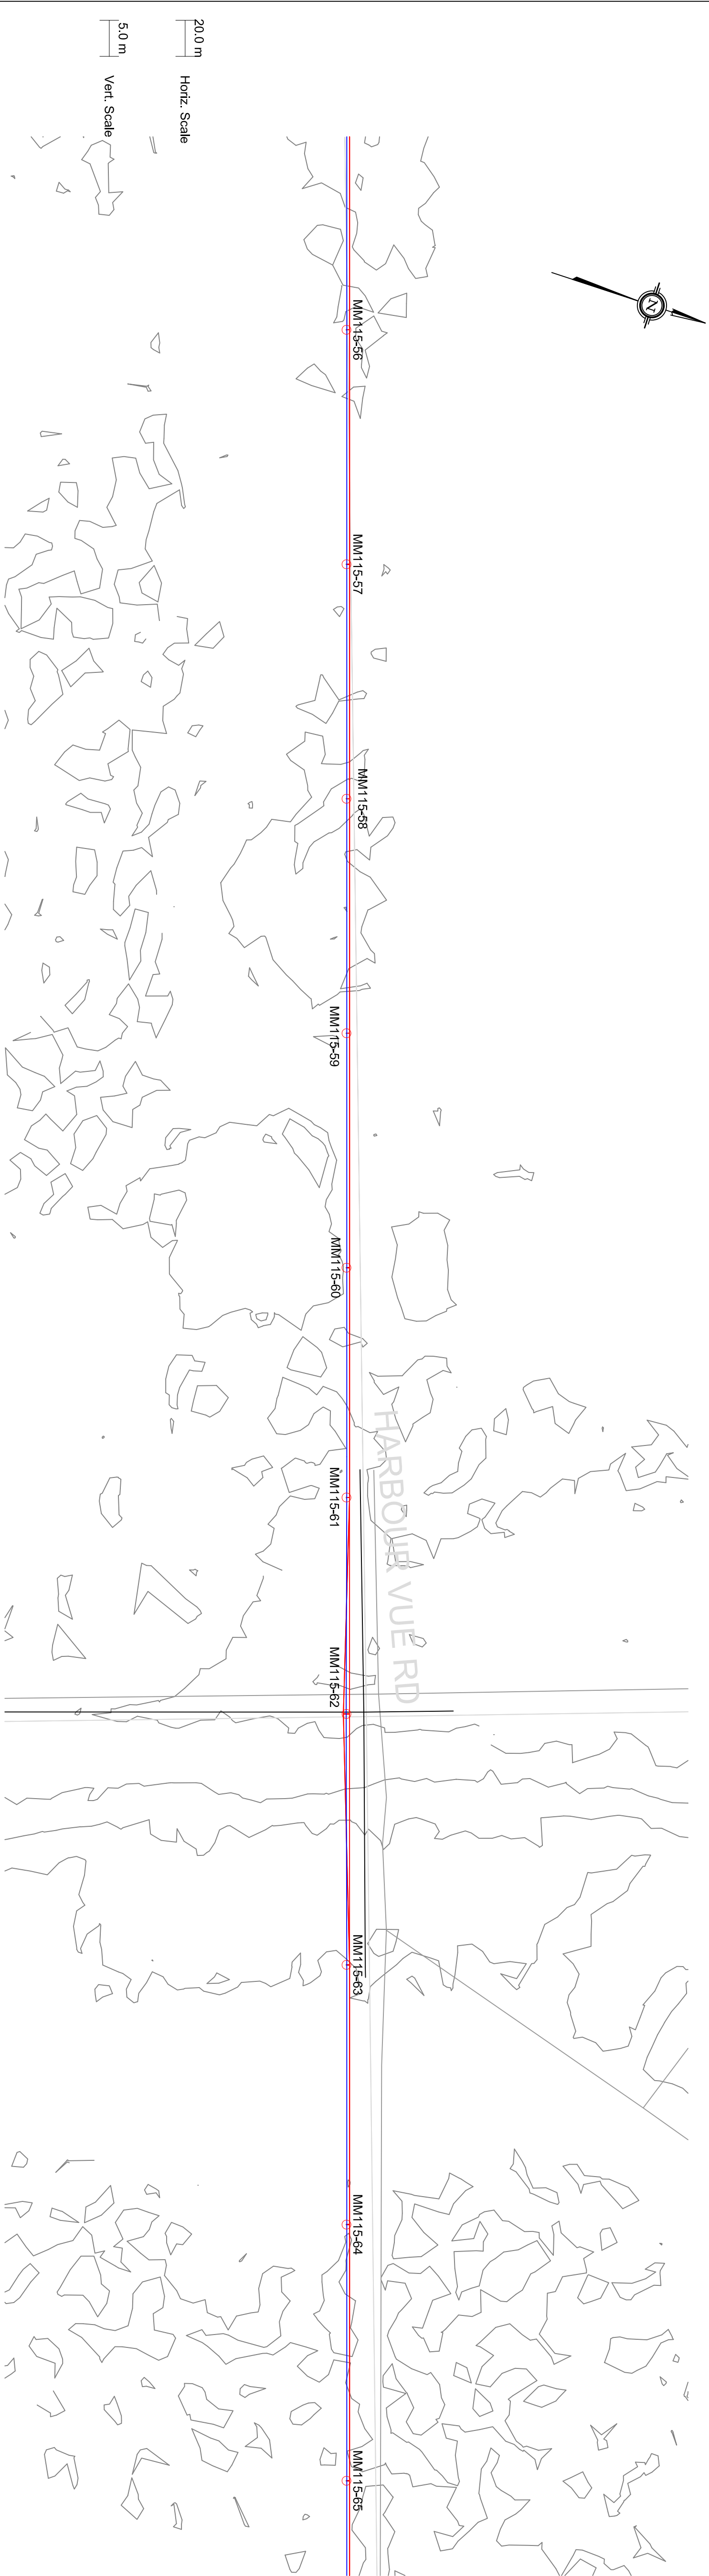 20.0 m
Horiz. Scale
5.0 m
Vert. Scale
N
MM115-56
MM115-57
MM115-58
MM115-59
MM115-60
HARBOUR VUE RD
MM115-61
MM115-62
MM115-63
MM115-64
MM115-65